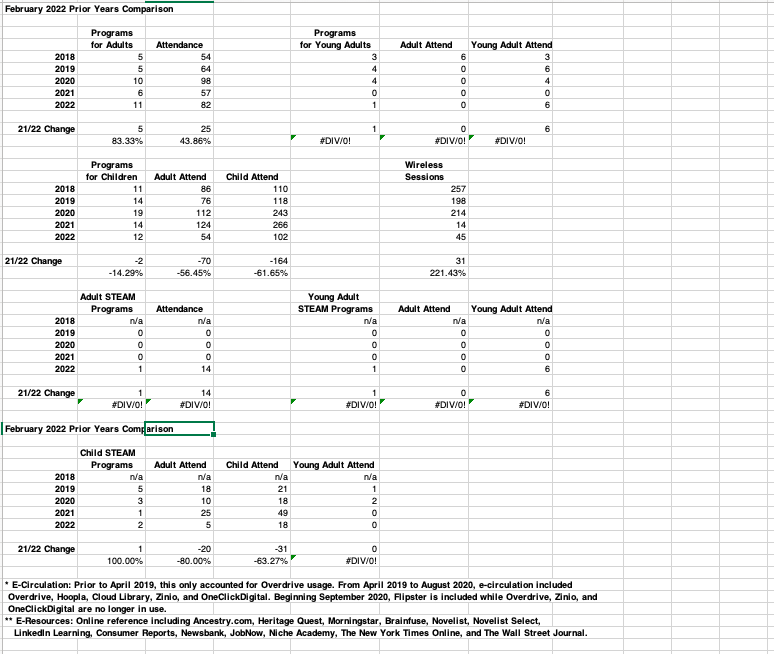 February 2022 Prior Years Comparison
Programs Programs
for Adults Attendance for Young Adults Adult Attend Young Adult Attend
2018 5 54 3 6 3
2019 5 64 4 0 6
2020 10 98 4 0 4
2021 6 57 0 0 0
2022 11 82 1 0 6
21/22 Change 5 25 1 0 6
83.33% 43.86% #DIV/0! #DIV/0! #DIV/0!
Programs Wireless
for Children Adult Attend Child Attend Sessions
2018 11 86 110 257
2019 14 76 118 198
2020 19 112 243 214
2021 14 124 266 14
2022 12 54 102 45
21/22 Change -2 -70 -164 31
-14.29% -56.45% -61.65% 221.43%
Adult STEAM Young Adult
Programs Attendance STEAM Programs Adult Attend Young Adult Attend
2018 n/a n/a n/a n/a n/a
2019 0 0 0 0 0
2020 0 0 0 0 0
2021 0 0 0 0 0
2022 1 14 1 0 6
21/22 Change 1 14 1 0 6
#DIV/0! #DIV/0! #DIV/0! #DIV/0! #DIV/0!
February 2022 Prior Years Comparison
Child STEAM
Programs Adult Attend Child Attend Young Adult Attend
2018 n/a n/a n/a n/a
2019 5 18 21 1
2020 3 10 18 2
2021 1 25 49 0
2022 2 5 18 0
21/22 Change 1 -20 -31 0
100.00% -80.00% -63.27% #DIV/0!
* E-Circulation: Prior to April 2019, this only accounted for Overdrive usage. From April 2019 to August 2020, e-circulation included
Overdrive, Hoopla, Cloud Library, Zinio, and OneClickDigital. Beginning September 2020, Flipster is included while Overdrive, Zinio, and
OneClickDigital are no longer in use.
** E-Resources: Online reference including Ancestry.com, Heritage Quest, Morningstar, Brainfuse, Novelist, Novelist Select,
LinkedIn Learning, Consumer Reports, Newsbank, JobNow, Niche Academy, The New York Times Online, and The Wall Street Journal.